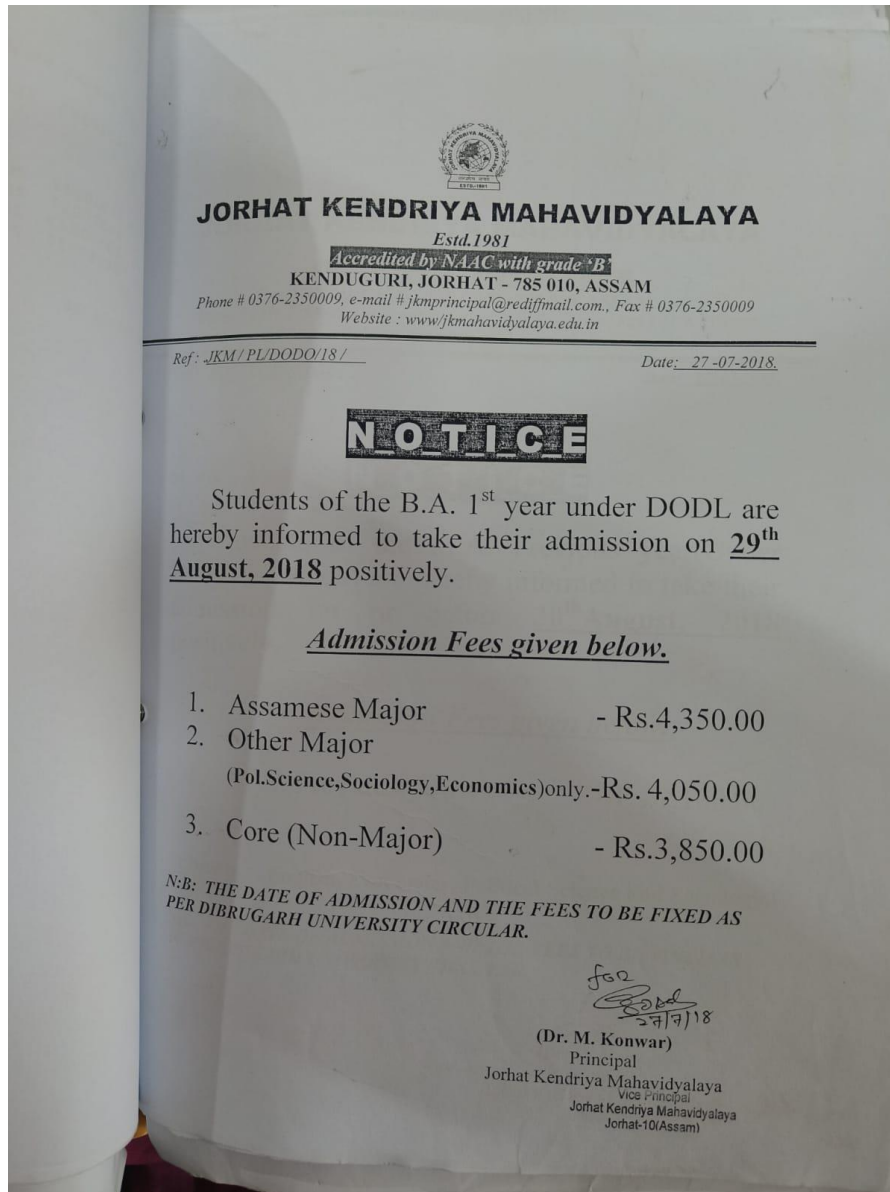 JORHAT KENDRIYA MAHAVIDYALAYA
ESTD.-1981
JORHAT KENDRIYA MAHAVIDYALAYA
Estd.1981
Accredited by NAAC with grade ‘B’
KENDUGURI, JORHAT - 785 010, ASSAM
Phone # 0376-2350009, e-mail # jkmprincipal@rediffmail.com., Fax # 0376-2350009
Website : www/jkmahavidyalaya.edu.in
Ref : JKM / PL/DODO/18 / Date: 27 -07-2018.
N_O_T_I_C_E
Students of the B.A. 1st year under DODL are
hereby informed to take their admission on 29th
August, 2018 positively.
Admission Fees given below.
1. Assamese Major - Rs.4,350.00
2. Other Major
(Pol.Science,Sociology,Economics)only.-Rs. 4,050.00
3. Core (Non-Major) - Rs.3,850.00
N:B: THE DATE OF ADMISSION AND THE FEES TO BE FIXED AS
PER DIBRUGARH UNIVERSITY CIRCULAR.
for
27/7/18
(Dr. M. Konwar)
Principal
Jorhat Kendriya Mahavidyalaya
Vice Principal
Jorhat Kendriya Mahavidyalaya
Jorhat-10(Assam)